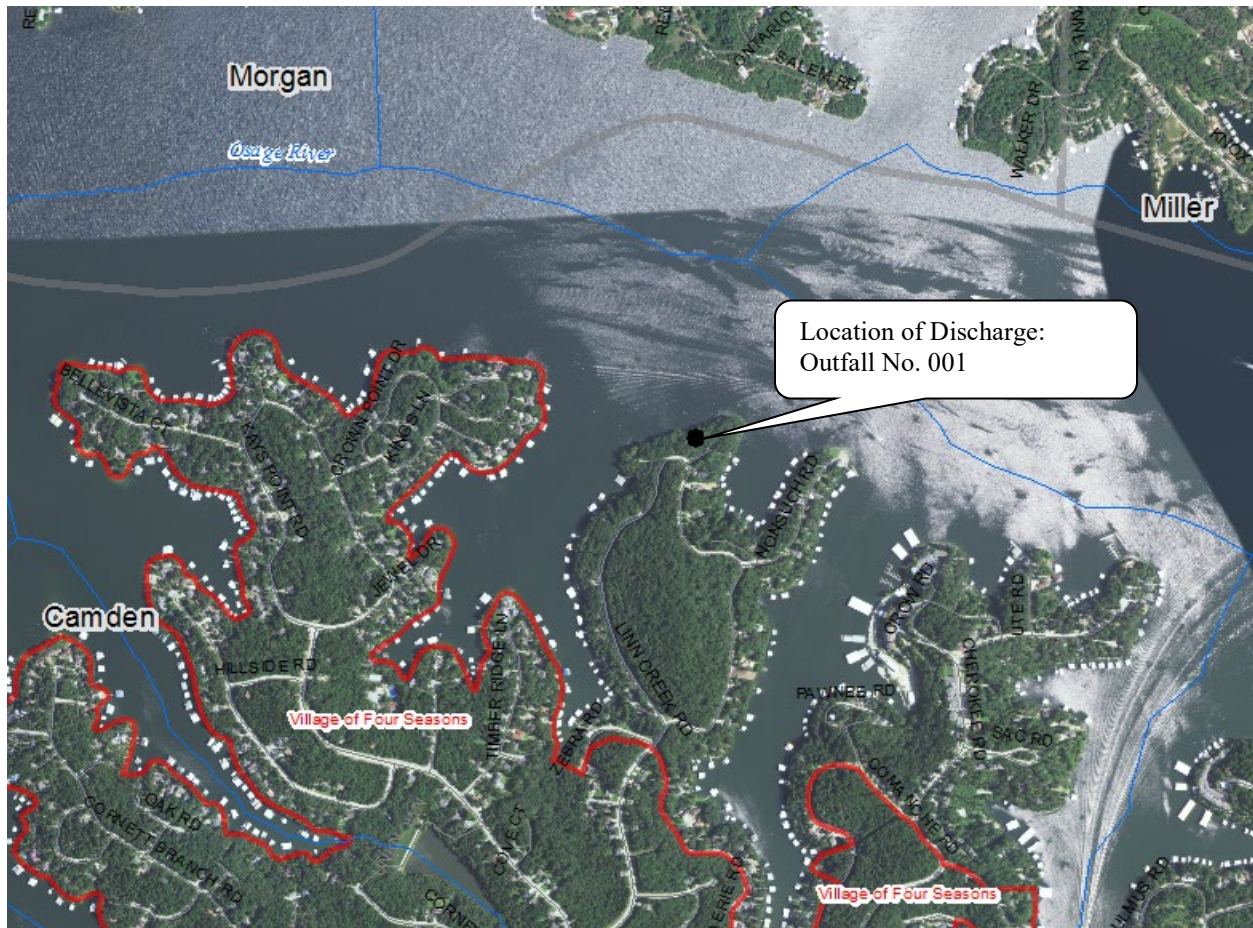 ONTARIO
SALEM RD
Morgan
Osage River
WALKER DR
KNOX
Miller
Location of Discharge:
Outfall No. 001
BELLEVISTA CT
KAYS POINT RD
CROWN POINT DR
KINGS LN
NONSUCH RD
JEWEL DR
CROW RD
UTE RD
Camden
HILLSIDE RD
TIMBER RIDGE LN
LINN CREEK RD
CHEROKEE RD
PAWNEE RD
SAC RD
Village of Four Seasons
ZEBRA RD
COMANCHE RD
OAK RD
CORNETT BRANCH RD
COVE CT
ERIE RD
Village of Four Seasons